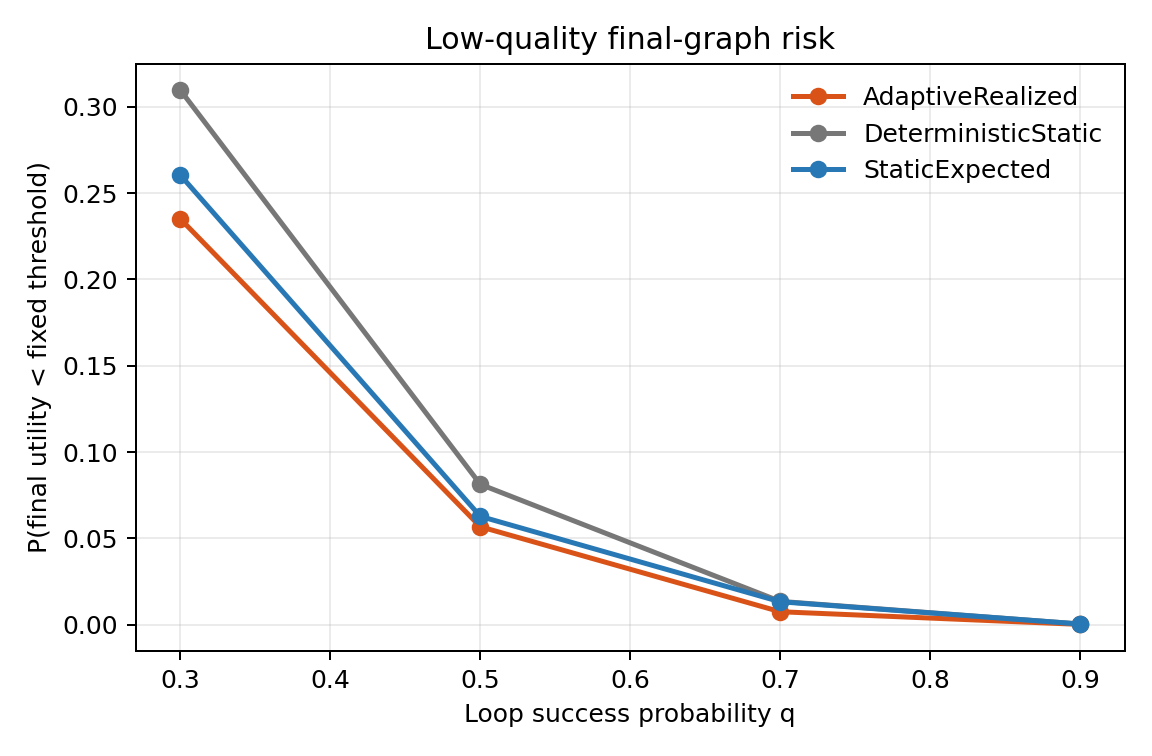 Low-quality final-graph risk
AdaptiveRealized
DeterministicStatic
StaticExpected
P(final utility < fixed threshold)
0.30
0.25
0.20
0.15
0.10
0.05
0.00
0.3 0.4 0.5 0.6 0.7 0.8 0.9
Loop success probability q